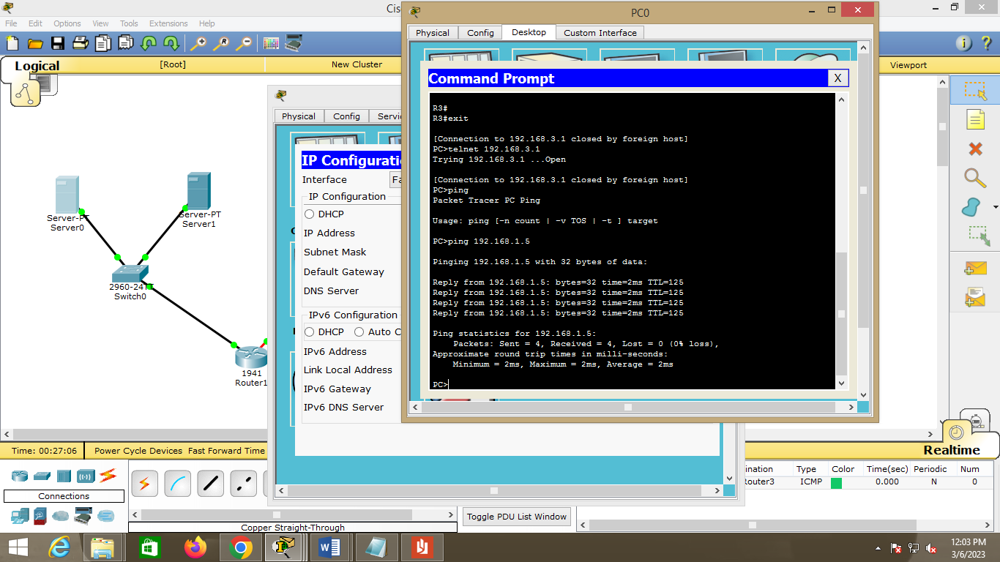 Cis
PC0
File Edit Options View Tools Extensions Help
Physical Config Desktop Custom Interface
Logical
[Root]
New Cluster
Viewport
Command Prompt
X
R3#
R3#exit
[Connection to 192.168.3.1 closed by foreign host]
PC>telnet 192.168.3.1
Trying 192.168.3.1 ...Open
[Connection to 192.168.3.1 closed by foreign host]
PC>ping
Packet Tracer PC Ping
Usage: ping [-n count | -v TOS | -t ] target
PC>ping 192.168.1.5
Pinging 192.168.1.5 with 32 bytes of data:
Reply from 192.168.1.5: bytes=32 time=2ms TTL=125
Reply from 192.168.1.5: bytes=32 time=2ms TTL=125
Reply from 192.168.1.5: bytes=32 time=2ms TTL=125
Reply from 192.168.1.5: bytes=32 time=2ms TTL=125
Ping statistics for 192.168.1.5:
Packets: Sent = 4, Received = 4, Lost = 0 (0% loss),
Approximate round trip times in milli-seconds:
Minimum = 2ms, Maximum = 2ms, Average = 2ms
PC>
Physical Config Servic
IP Configuratio
Interface
Fa
IP Configuration
DHCP
IP Address
Subnet Mask
Default Gateway
DNS Server
IPv6 Configuration
DHCP Auto C
IPv6 Address
Link Local Address
IPv6 Gateway
IPv6 DNS Server
Server-PT
Server0
Server-PT
Server1
2960-24TT
Switch0
1941
Router1
Time: 00:27:06
Power Cycle Devices Fast Forward Time
Realtime
Connections
Copper Straight-Through
Toggle PDU List Window
ination Type Color Time(sec) Periodic Num
Router3 ICMP 0.000 N 0
12:03 PM
3/6/2023